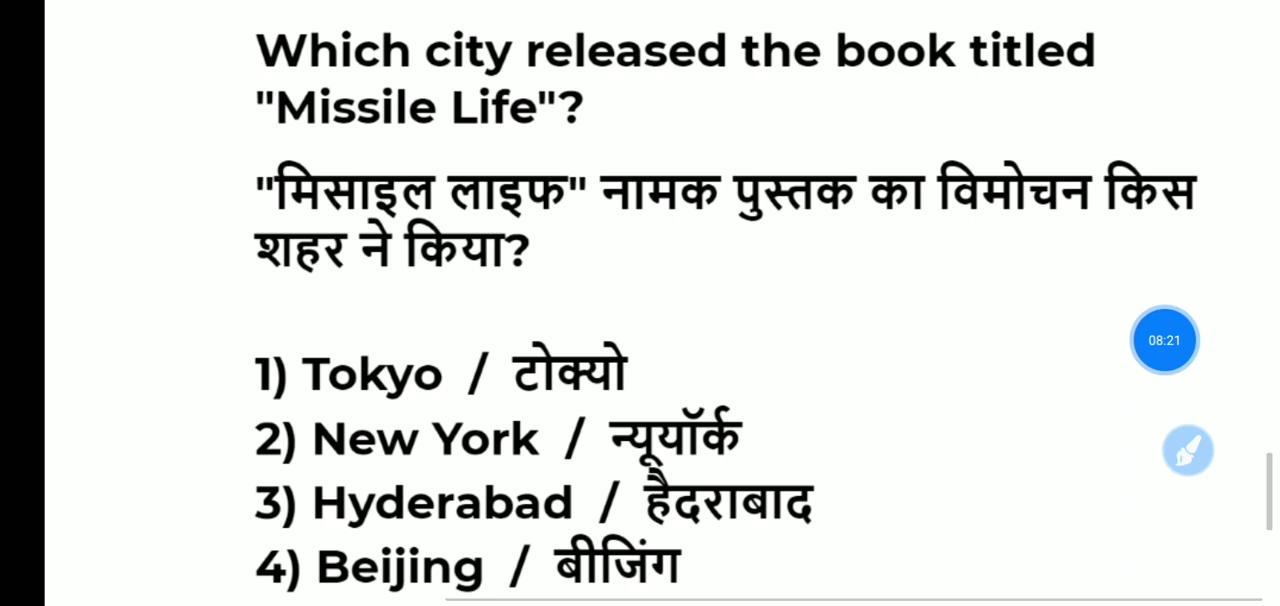 Which city released the book titled
"Missile Life"?
"मिसाइल लाइफ" नामक पुस्तक का विमोचन किस
शहर ने किया?
1) Tokyo / टोक्यो
08:21
2) New York / न्यूयॉर्क
3) Hyderabad / हैदराबाद
4) Beijing / बीजिंग